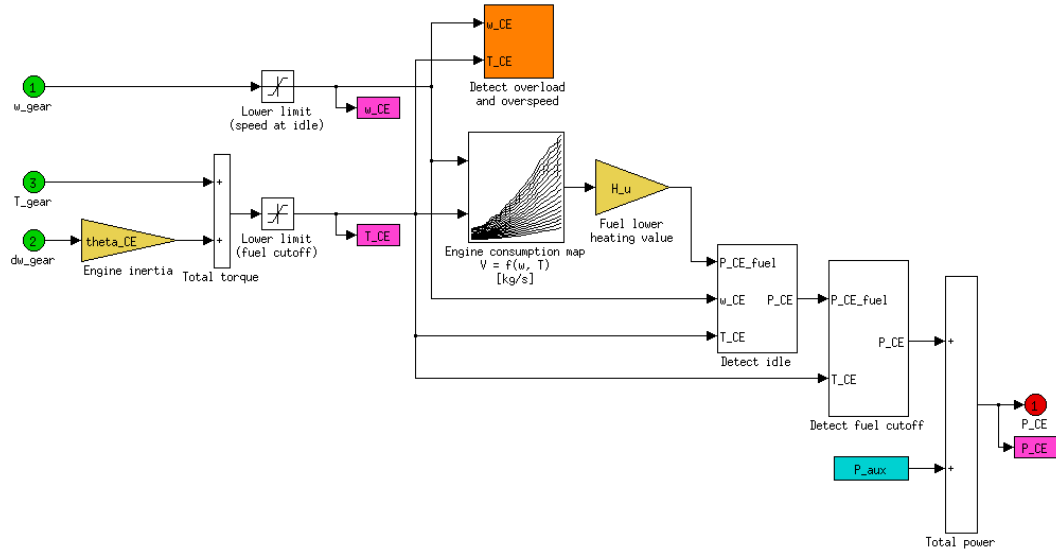 w_CE
T_CE
Detect overload
and overspeed
1
w_gear
Lower limit
(speed at idle)
w_CE
3
T_gear
+
2
dw_gear
theta_CE
Engine inertia
+
Total torque
Lower limit
(fuel cutoff)
T_CE
Engine consumption map
V = f(w, T)
[kg/s]
H_u
Fuel lower
heating value
P_CE_fuel
w_CE
P_CE
T_CE
Detect idle
P_CE_fuel
P_CE
T_CE
Detect fuel cutoff
+
+
Total power
P_aux
1
P_CE
P_CE